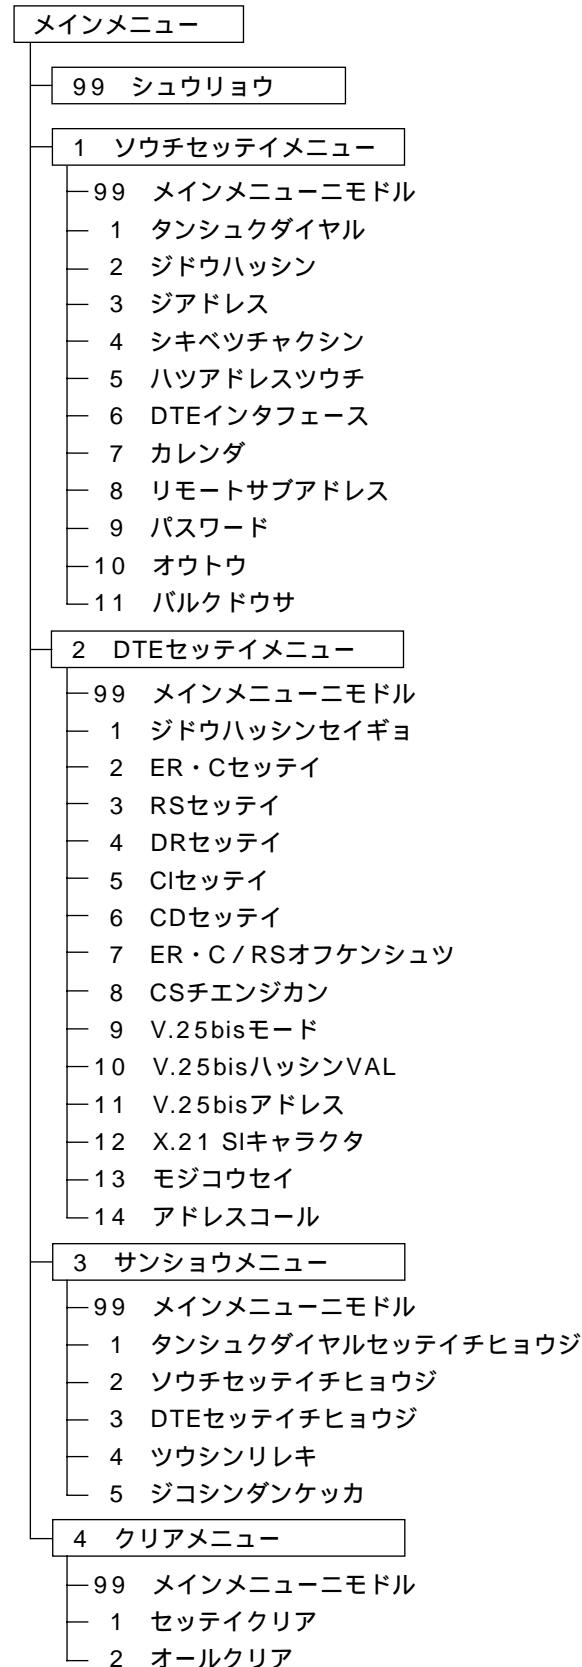 メインメニュー
99 シュウリョウ
1 ソウチセッテイメニュー
99 メインメニューニモドル
1 タンシュクダイヤル
2 ジドウハッシン
3 ジアドレス
4 シキベツチャクシン
5 ハツアドレスツウチ
6 DTEインタフェース
7 カレンダ
8 リモートサブアドレス
9 パスワード
10 オウトウ
11 バルクドウサ
2 DTEセッテイメニュー
99 メインメニューニモドル
1 ジドウハッシンセイギョ
2 ER・Cセッテイ
3 RSセッテイ
4 DRセッテイ
5 CIセッテイ
6 CDセッテイ
7 ER・C/RSオフケンシュツ
8 CSチエンジカン
9 V.25bisモード
10 V.25bisハッシンVAL
11 V.25bisアドレス
12 X.21 SIキャラクタ
13 モジコウセイ
14 アドレスコール
3 サンショウメニュー
99 メインメニューニモドル
1 タンシュクダイヤルセッテイチヒョウジ
2 ソウチセッテイチヒョウジ
3 DTEセッテイチヒョウジ
4 ツウシンリレキ
5 ジコシンダンケッカ
4 クリアメニュー
99 メインメニューニモドル
1 セッテイクリア
2 オールクリア